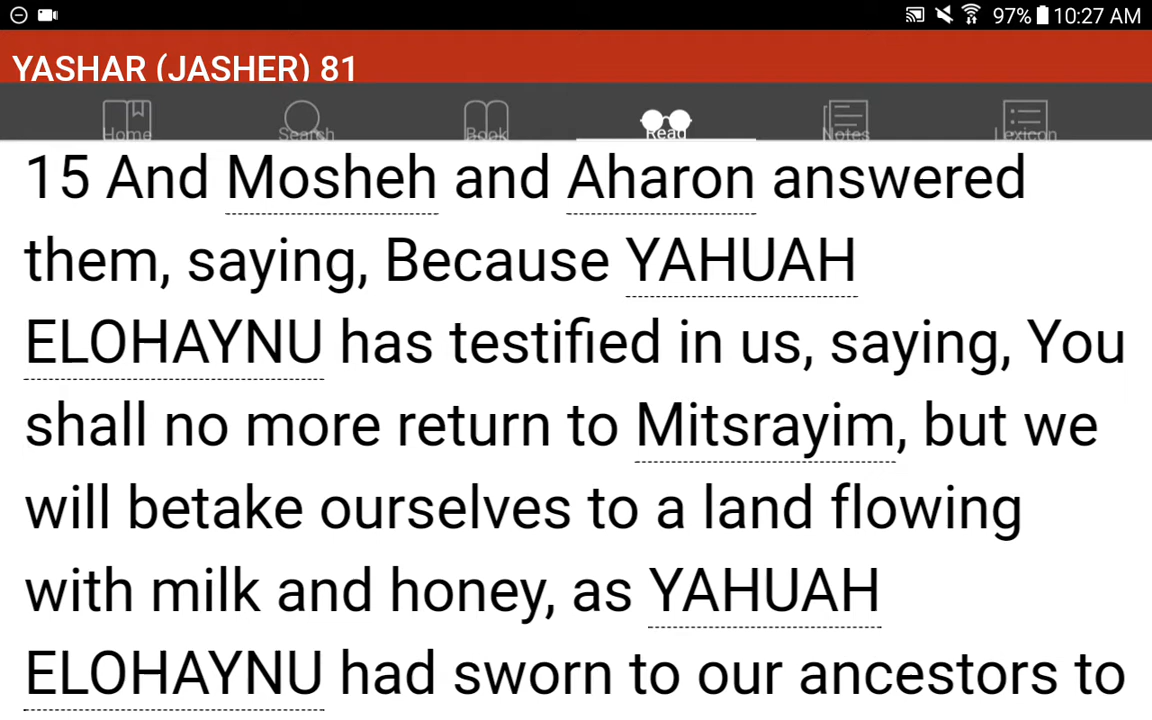 97% 10:27 AM
YASHAR (JASHER) 81
Home Search Book Read Notes Lexicon
15 And Mosheh and Aharon answered
them, saying, Because YAHUAH
ELOHAYNU has testified in us, saying, You
shall no more return to Mitsrayim, but we
will betake ourselves to a land flowing
with milk and honey, as YAHUAH
ELOHAYNU had sworn to our ancestors to